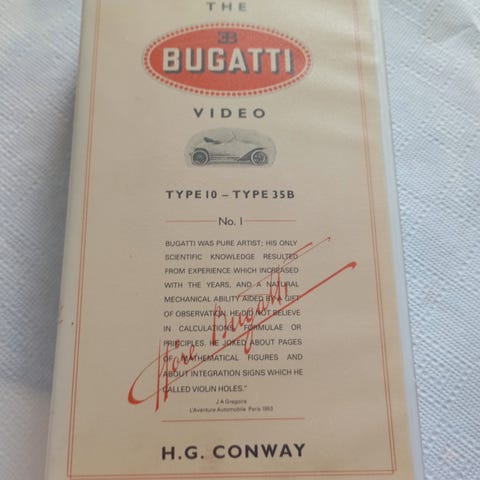 THE
EB
BUGATTI
VIDEO
TYPE 10 – TYPE 35B
No. 1
BUGATTI WAS PURE ARTIST; HIS ONLY
SCIENTIFIC KNOWLEDGE RESULTED
FROM EXPERIENCE WHICH INCREASED
WITH THE YEARS, AND A NATURAL
MECHANICAL ABILITY AIDED BY A GIFT
OF OBSERVATION. HE DID NOT BELIEVE
IN CALCULATIONS, FORMULAE OR
PRINCIPLES. HE JOKED ABOUT PAGES
OF MATHEMATICAL FIGURES AND
ABOUT INTEGRATION SIGNS WHICH HE
CALLED VIOLIN HOLES."
Ettore Bugatti
J A Gregoire
L'Aventure Automobile Paris 1953
H.G. CONWAY